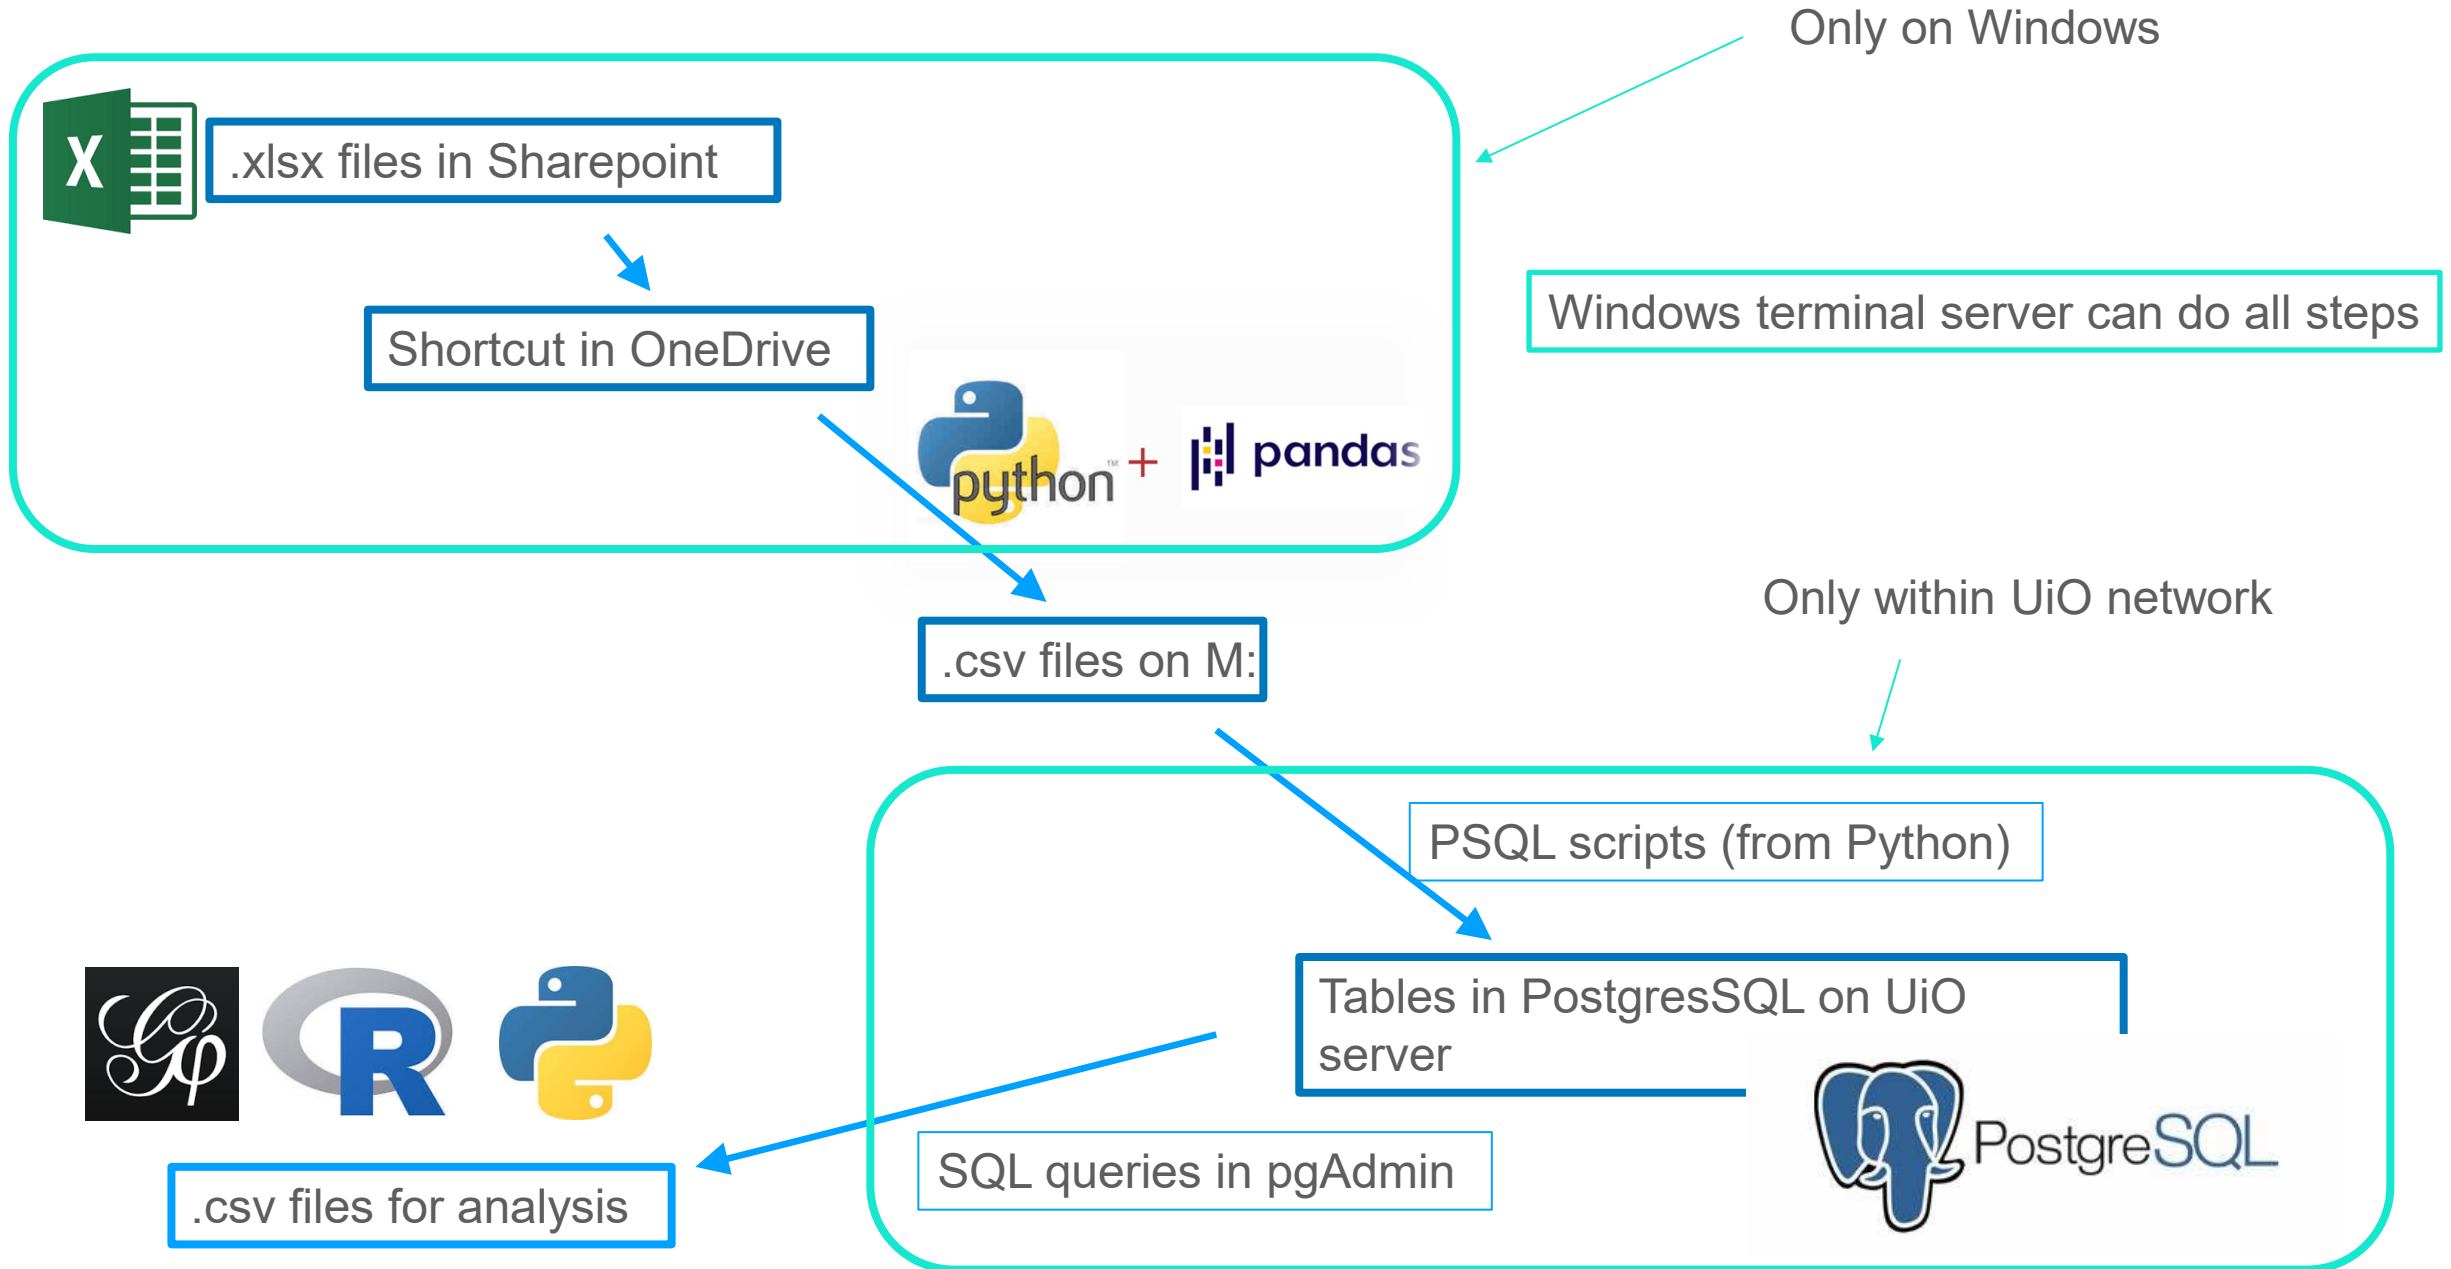 Only on Windows
X
.xlsx files in Sharepoint
Shortcut in OneDrive
Windows terminal server can do all steps
python™ + pandas
Only within UiO network
.csv files on M:
PSQL scripts (from Python)
Tables in PostgresSQL on UiO
server
R
PostgreSQL
SQL queries in pgAdmin
.csv files for analysis